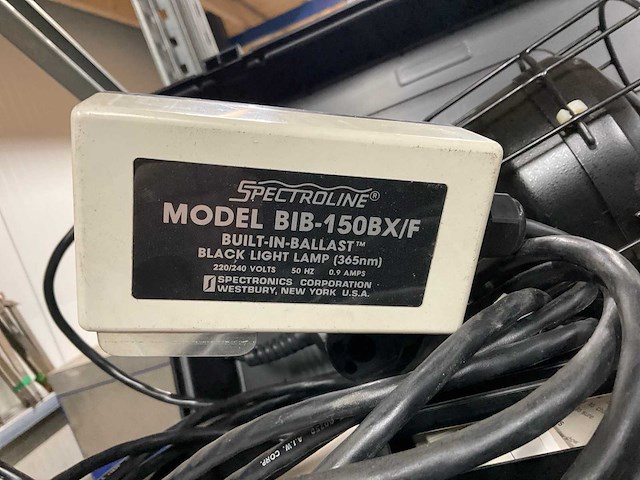 SPECTROLINE®
MODEL BIB-150BX/F
BUILT-IN-BALLAST™
BLACK LIGHT LAMP (365nm)
220/240 VOLTS 50 HZ 0.9 AMPS
SPECTRONICS CORPORATION
WESTBURY, NEW YORK U.S.A.
A.I.W. CORP.